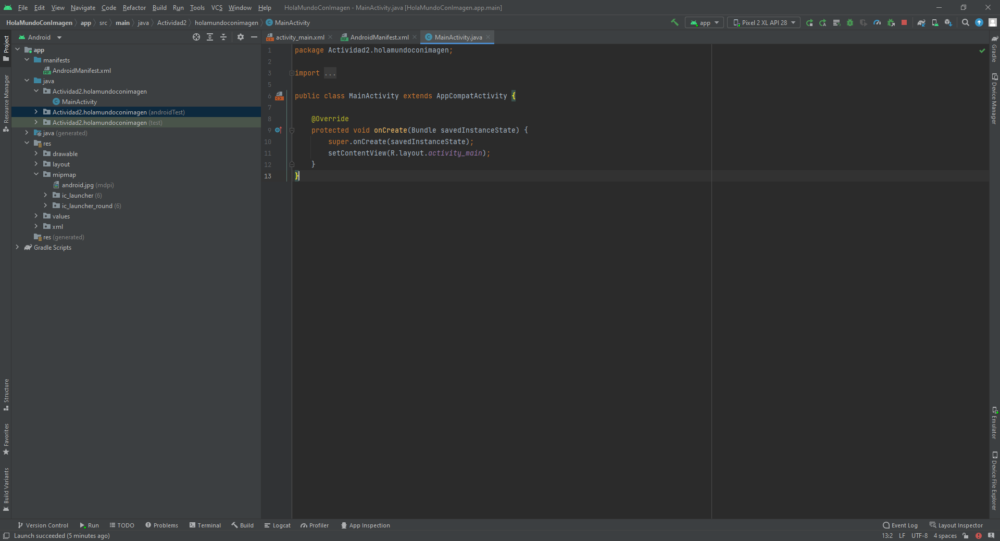 File Edit View Navigate Code Refactor Build Run Tools VCS Window Help HolaMundoConImagen - MainActivity.java [HolaMundoConImagen.app.main]
HolaMundoConImagen app src main java Actividad2 holamundoconimagen MainActivity app Pixel 2 XL API 28
Android
activity_main.xml AndroidManifest.xml MainActivity.java
Project
Resource Manager
Structure
Favorites
Build Variants
app
manifests
AndroidManifest.xml
java
Actividad2.holamundoconimagen
MainActivity
Actividad2.holamundoconimagen (androidTest)
Actividad2.holamundoconimagen (test)
java (generated)
res
drawable
layout
mipmap
android.jpg (mdpi)
ic_launcher (6)
ic_launcher_round (6)
values
xml
res (generated)
Gradle Scripts
1 package Actividad2.holamundoconimagen;
2
3 import ...
5
6 public class MainActivity extends AppCompatActivity {
7
8 @Override
9 protected void onCreate(Bundle savedInstanceState) {
10 super.onCreate(savedInstanceState);
11 setContentView(R.layout.activity_main);
12 }
13 }
Gradle
Device Manager
Emulator
Device File Explorer
Version Control Run TODO Problems Terminal Build Logcat Profiler App Inspection Event Log Layout Inspector
Launch succeeded (5 minutes ago) 13:2 LF UTF-8 4 spaces